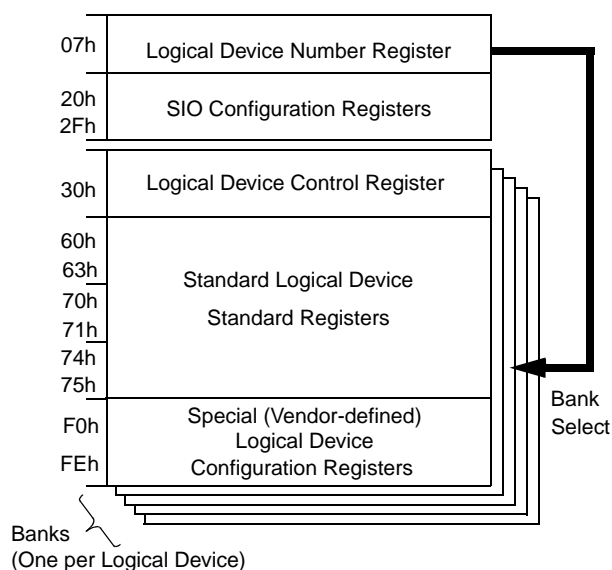 07h
Logical Device Number Register
20h
2Fh
SIO Configuration Registers
30h
Logical Device Control Register
60h
63h
70h
71h
74h
75h
Standard Logical Device
Standard Registers
Bank
Select
F0h
FEh
Special (Vendor-defined)
Logical Device
Configuration Registers
Banks
(One per Logical Device)